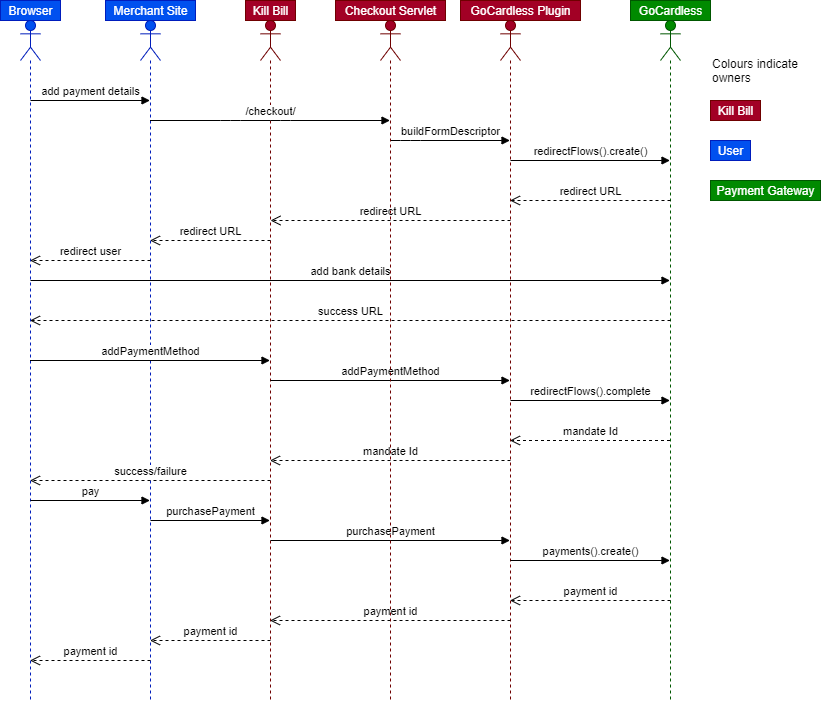 Browser
Merchant Site
Kill Bill
Checkout Servlet
GoCardless Plugin
GoCardless
Colours indicate
owners
Kill Bill
User
Payment Gateway
add payment details
/checkout/
buildFormDescriptor
redirectFlows().create()
redirect URL
redirect URL
redirect URL
redirect user
add bank details
success URL
addPaymentMethod
addPaymentMethod
redirectFlows().complete
mandate Id
mandate Id
success/failure
pay
purchasePayment
purchasePayment
payments().create()
payment id
payment id
payment id
payment id